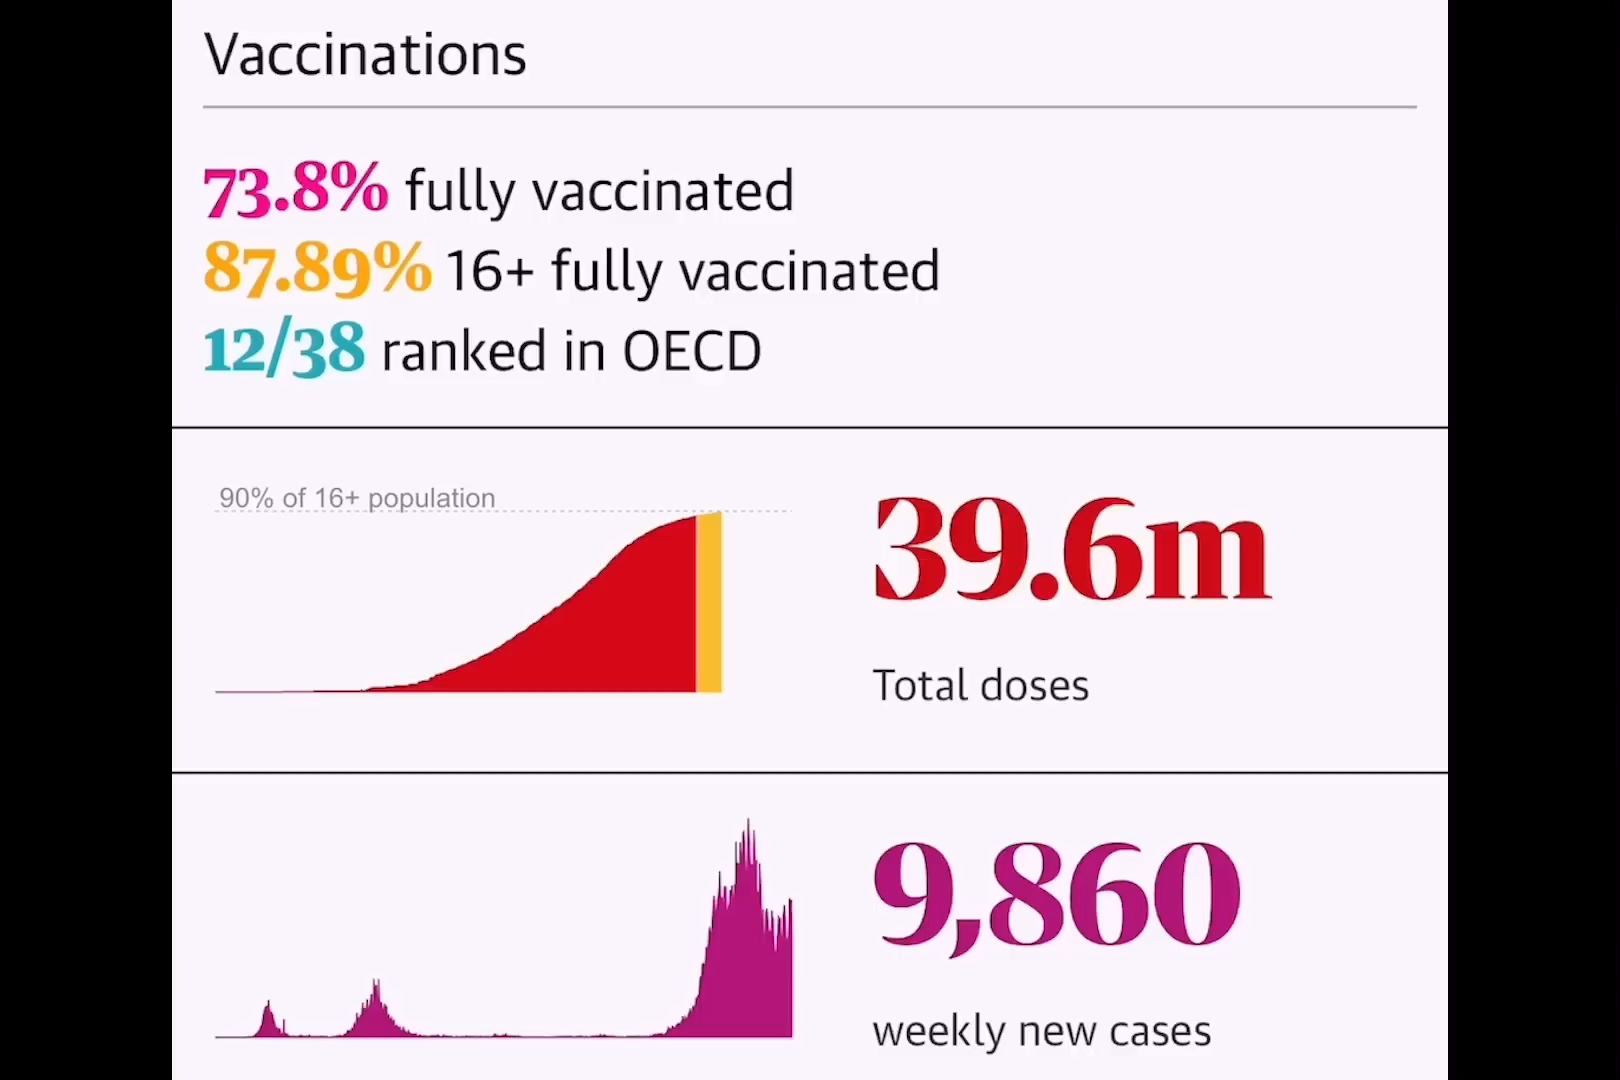 Vaccinations
73.8% fully vaccinated
87.89% 16+ fully vaccinated
12/38 ranked in OECD
90% of 16+ population
39.6m
Total doses
9,860
weekly new cases